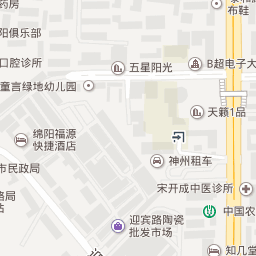 药房
布鞋
阳俱乐部
口腔诊所
五星阳光
B超电子大
童言绿地幼儿园
天籁1品
绵阳福源
快捷酒店
神州租车
市民政局
宋开成中医诊所
中国农
迎宾路陶瓷
批发市场
知几堂